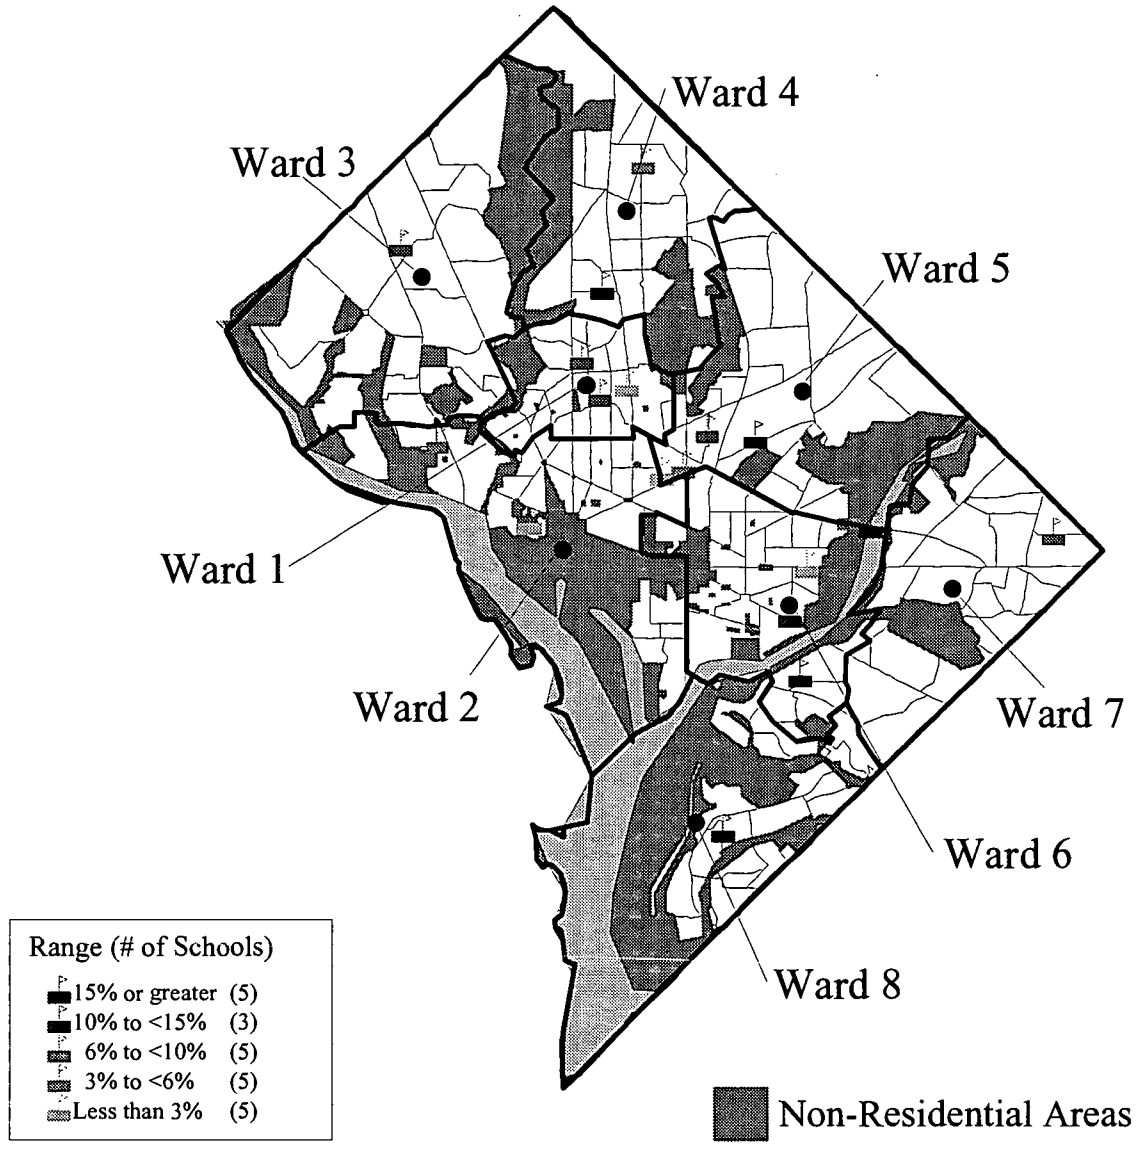 Ward 4
Ward 3
Ward 5
Ward 1
Ward 2
Ward 7
Ward 6
Ward 8
Range (# of Schools)
15% or greater (5)
10% to <15% (3)
6% to <10% (5)
3% to <6% (5)
Less than 3% (5)
Non-Residential Areas